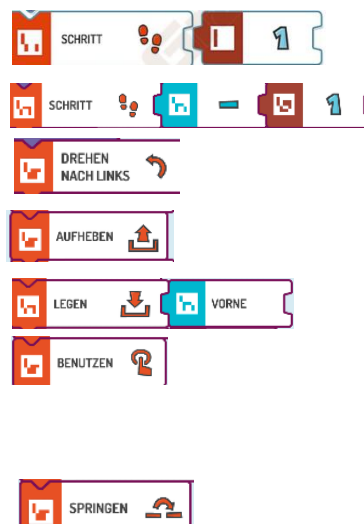 SCHRITT 1
SCHRITT - 1
DREHEN
NACH LINKS
AUFHEBEN
LEGEN VORNE
BENUTZEN
SPRINGEN